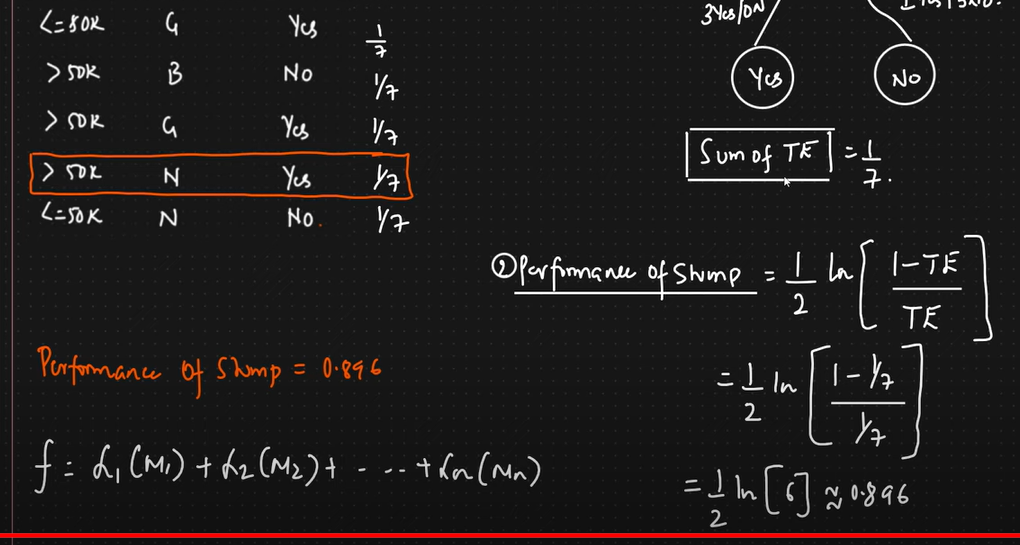 <=50K G Yes 1/7
>50K B No 1/7
>50K G Yes 1/7
>50K N Yes 1/7
<=50K N No. 1/7
Performance Of Stump = 0.896
f = α₁(M₁) + α₂(M₂) + - -.. + αn(Mn)
3Yes/0N
Yes No
Sum of TE = 1/7.
② Performance of Stump = 1/2 ln [ 1-TE / TE ]
= 1/2 ln [ 1-1/7 / 1/7 ]
= 1/2 ln [6] ≈ 0.896